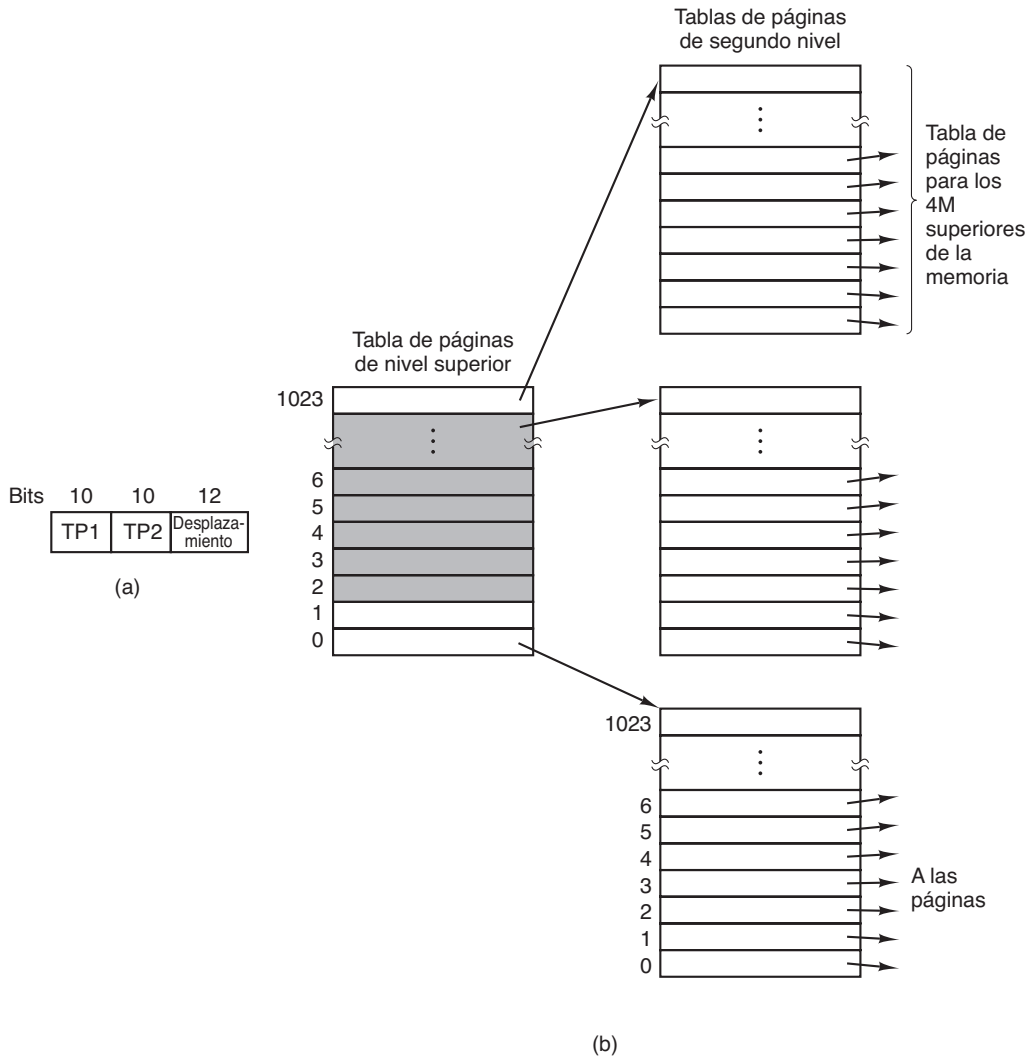 Tablas de páginas
de segundo nivel
Tabla de
páginas
para los
4M
superiores
de la
memoria
Tabla de páginas
de nivel superior
1023
6
5
4
3
2
1
0
Bits 10 10 12
TP1 TP2 Desplaza-
miento
(a)
1023
6
5
4
3
2
1
0
A las
páginas
(b)